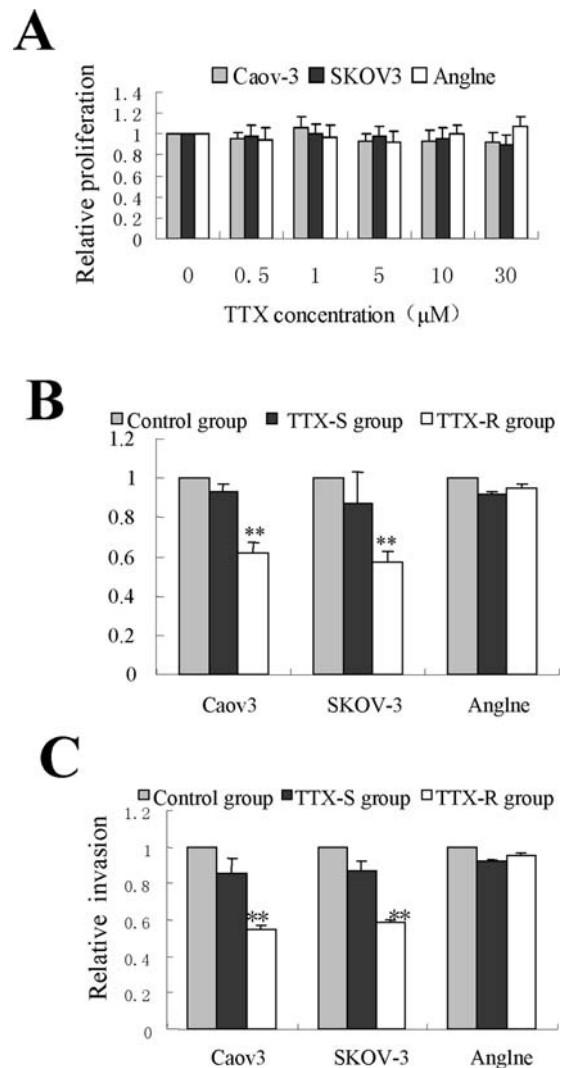 A
Caov-3 SKOV3 Anglne
Relative proliferation
1.4
1.2
1
0.8
0.6
0.4
0.2
0
0 0.5 1 5 10 30
TTX concentration (μM)
B
Control group TTX-S group TTX-R group
1.2
1
0.8
0.6
0.4
0.2
0
** **
Caov3 SKOV-3 Anglne
C
Control group TTX-S group TTX-R group
Relative invasion
1.2
1
0.8
0.6
0.4
0.2
0
** **
Caov3 SKOV-3 Anglne